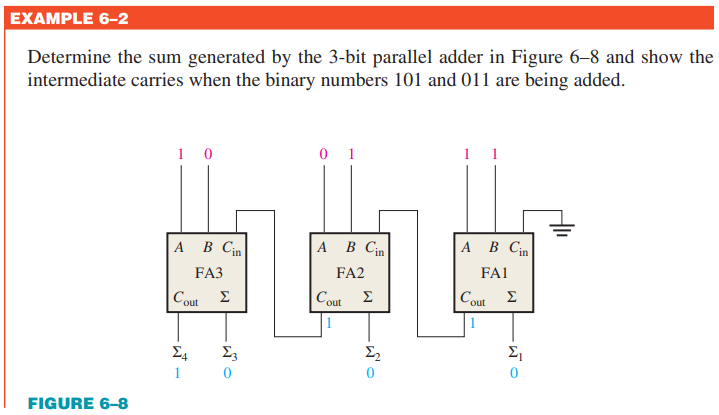 EXAMPLE 6–2
Determine the sum generated by the 3-bit parallel adder in Figure 6–8 and show the
intermediate carries when the binary numbers 101 and 011 are being added.
1 0 0 1 1 1
A B Cin A B Cin A B Cin
FA3 FA2 FA1
Cout Σ Cout Σ Cout Σ
1 1
Σ4 Σ3 Σ2 Σ1
1 0 0 0
FIGURE 6–8